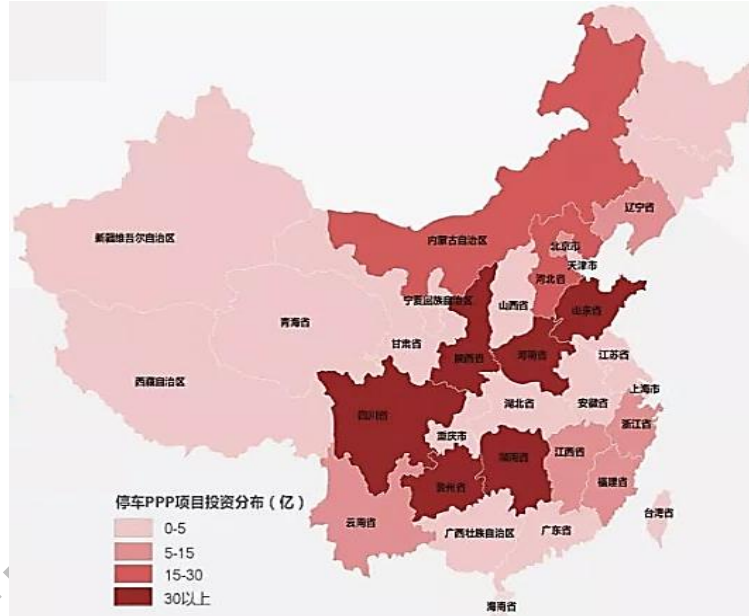 辽宁省
内蒙古自治区
北京市
新疆维吾尔自治区
天津市
河北省
宁夏回族自治区
山西省
山东省
青海省
甘肃省
陕西省
河南省
江苏省
西藏自治区
上海市
湖北省
安徽省
四川省
浙江省
重庆市
湖南省
江西省
贵州省
福建省
停车PPP项目投资分布（亿）
台湾省
云海省
0-5
广西壮族自治区
广东省
5-15
15-30
30以上
海南省